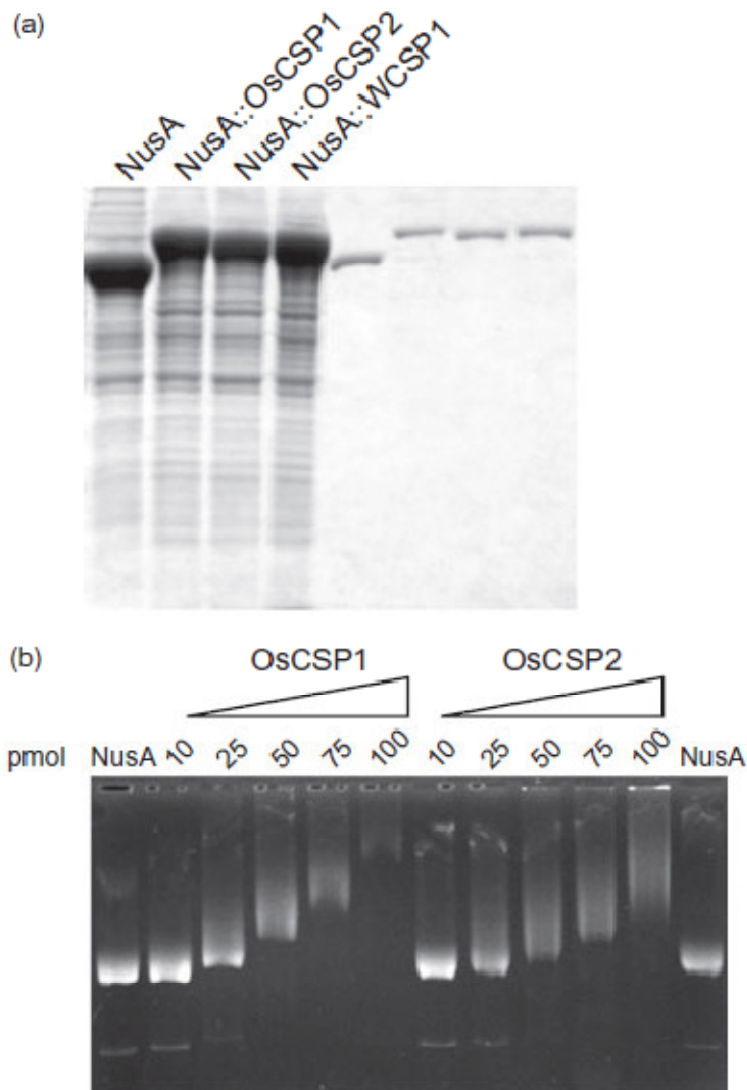 (a)
NusA NusA::OsCSP1 NusA::OsCSP2 NusA::WCSP1
(b)
OsCSP1 OsCSP2
pmol NusA 10 25 50 75 100 10 25 50 75 100 NusA